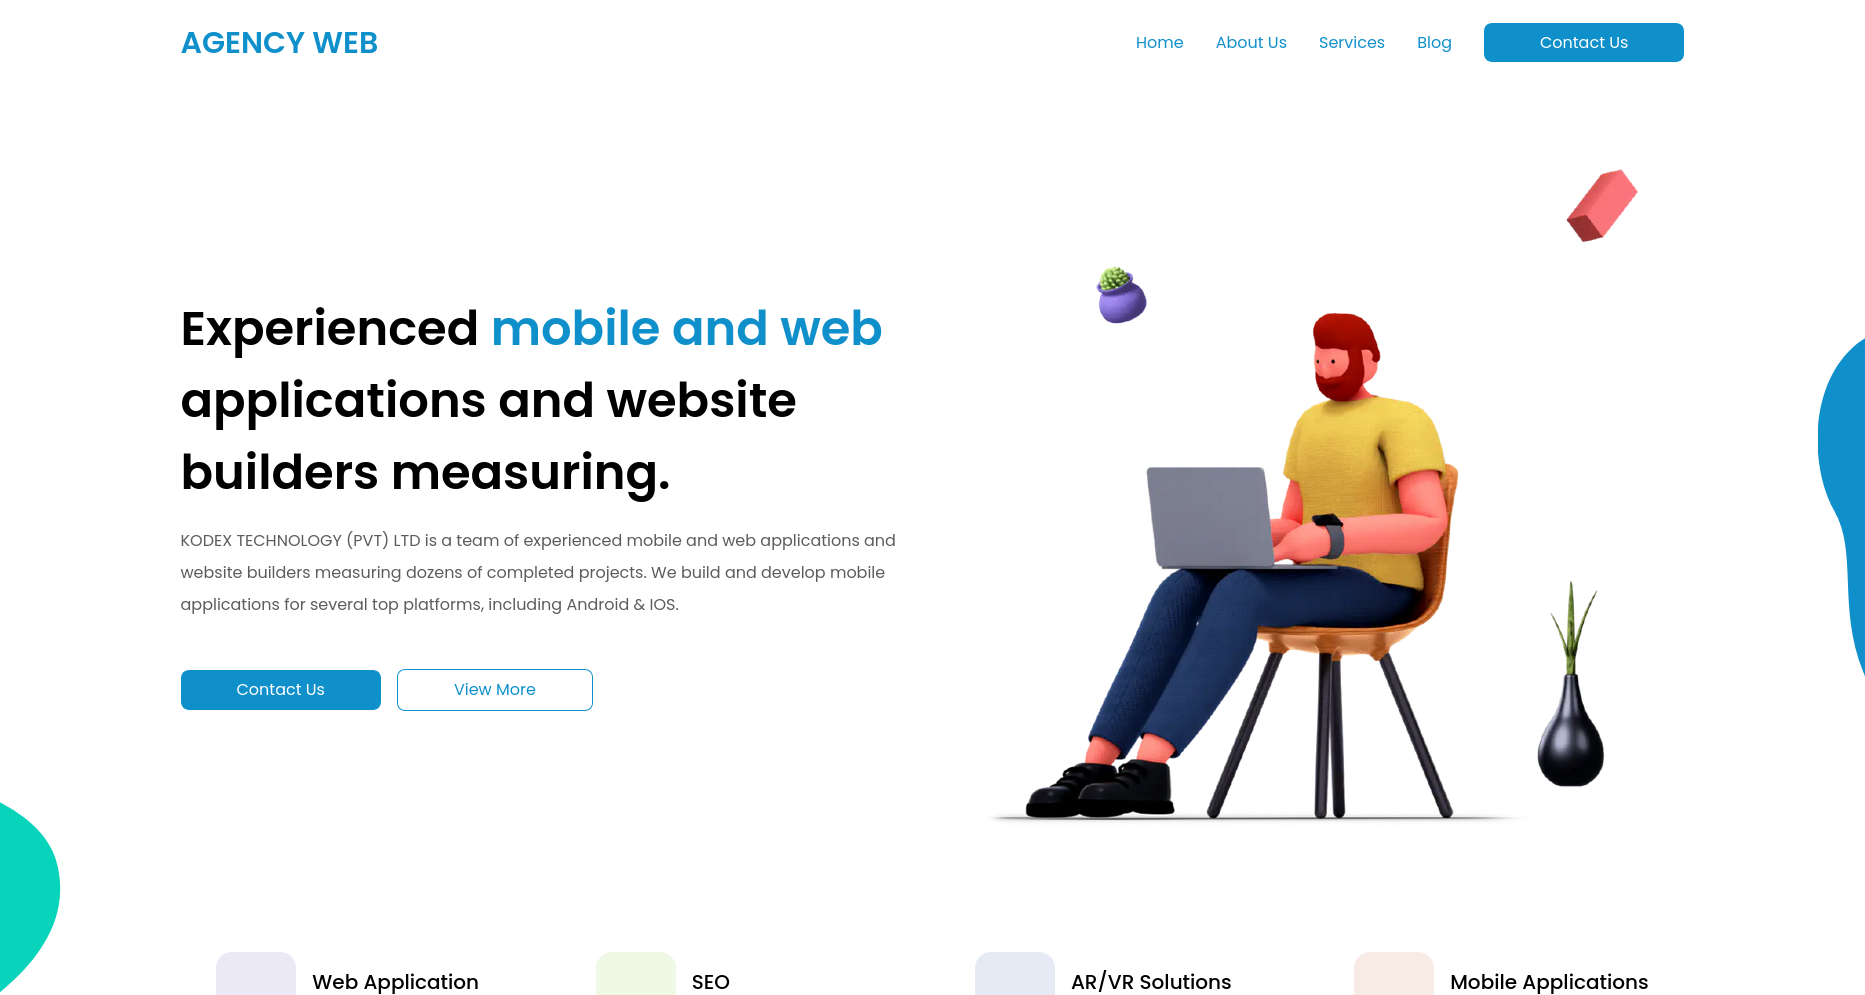 AGENCY WEB
Home About Us Services Blog Contact Us
Experienced mobile and web
applications and website
builders measuring.
KODEX TECHNOLOGY (PVT) LTD is a team of experienced mobile and web applications and
website builders measuring dozens of completed projects. We build and develop mobile
applications for several top platforms, including Android & IOS.
Contact Us View More
Web Application SEO AR/VR Solutions Mobile Applications